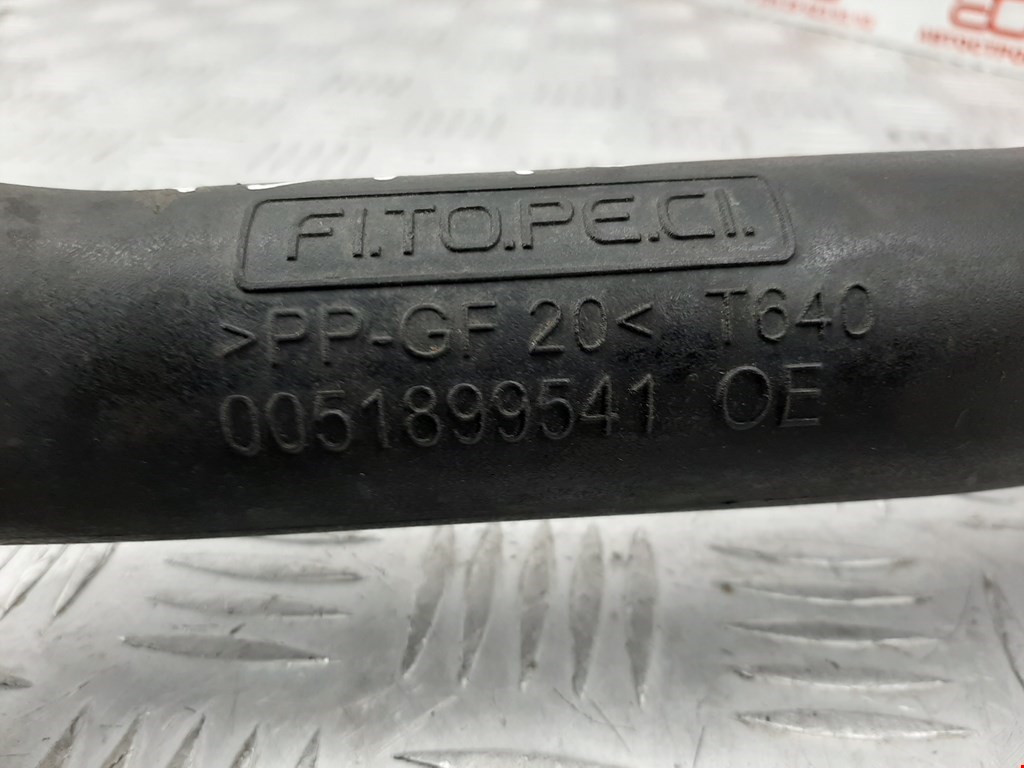 FI.TO.PE.CI.
>PP-GF 20< T640
0051899541 OE